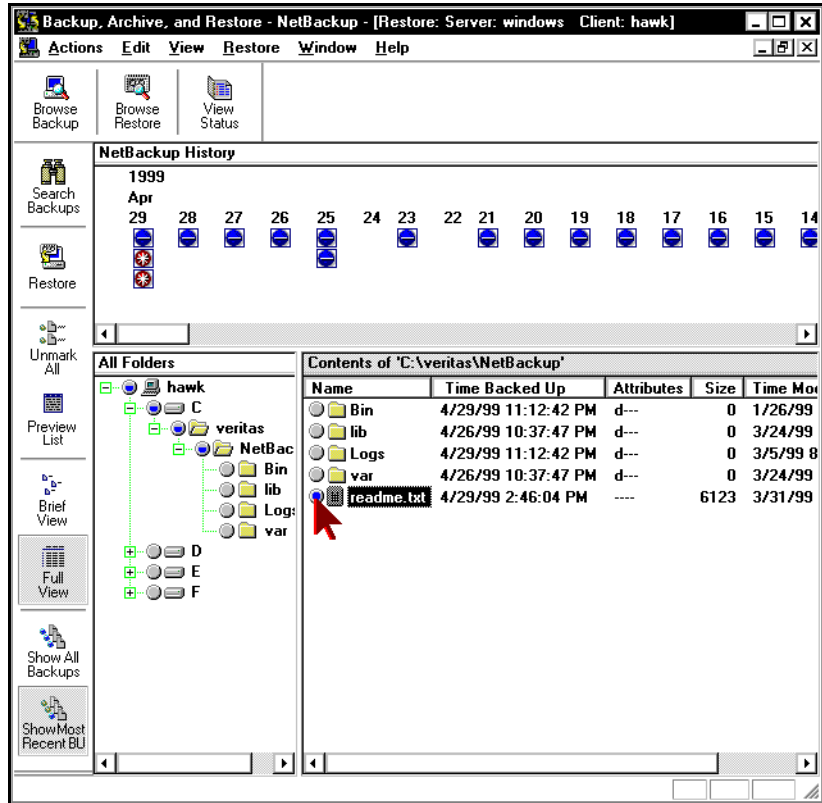 Backup, Archive, and Restore - NetBackup - [Restore: Server: windows Client: hawk]
Actions Edit View Restore Window Help
Browse Backup
Browse Restore
View Status
Search Backups
Restore
Unmark All
Preview List
Brief View
Full View
Show All Backups
Show Most Recent BU
NetBackup History
1999
Apr
29 28 27 26 25 24 23 22 21 20 19 18 17 16 15 14
All Folders
hawk
C
veritas
NetBac
Bin
lib
Log
var
D
E
F
Contents of 'C:\veritas\NetBackup'
Name Time Backed Up Attributes Size Time Mo
Bin 4/29/99 11:12:42 PM d--- 0 1/26/99
lib 4/26/99 10:37:47 PM d--- 0 3/24/99
Logs 4/29/99 11:12:42 PM d--- 0 3/5/99 8
var 4/26/99 10:37:47 PM d--- 0 3/24/99
readme.txt 4/29/99 2:46:04 PM ---- 6123 3/31/99